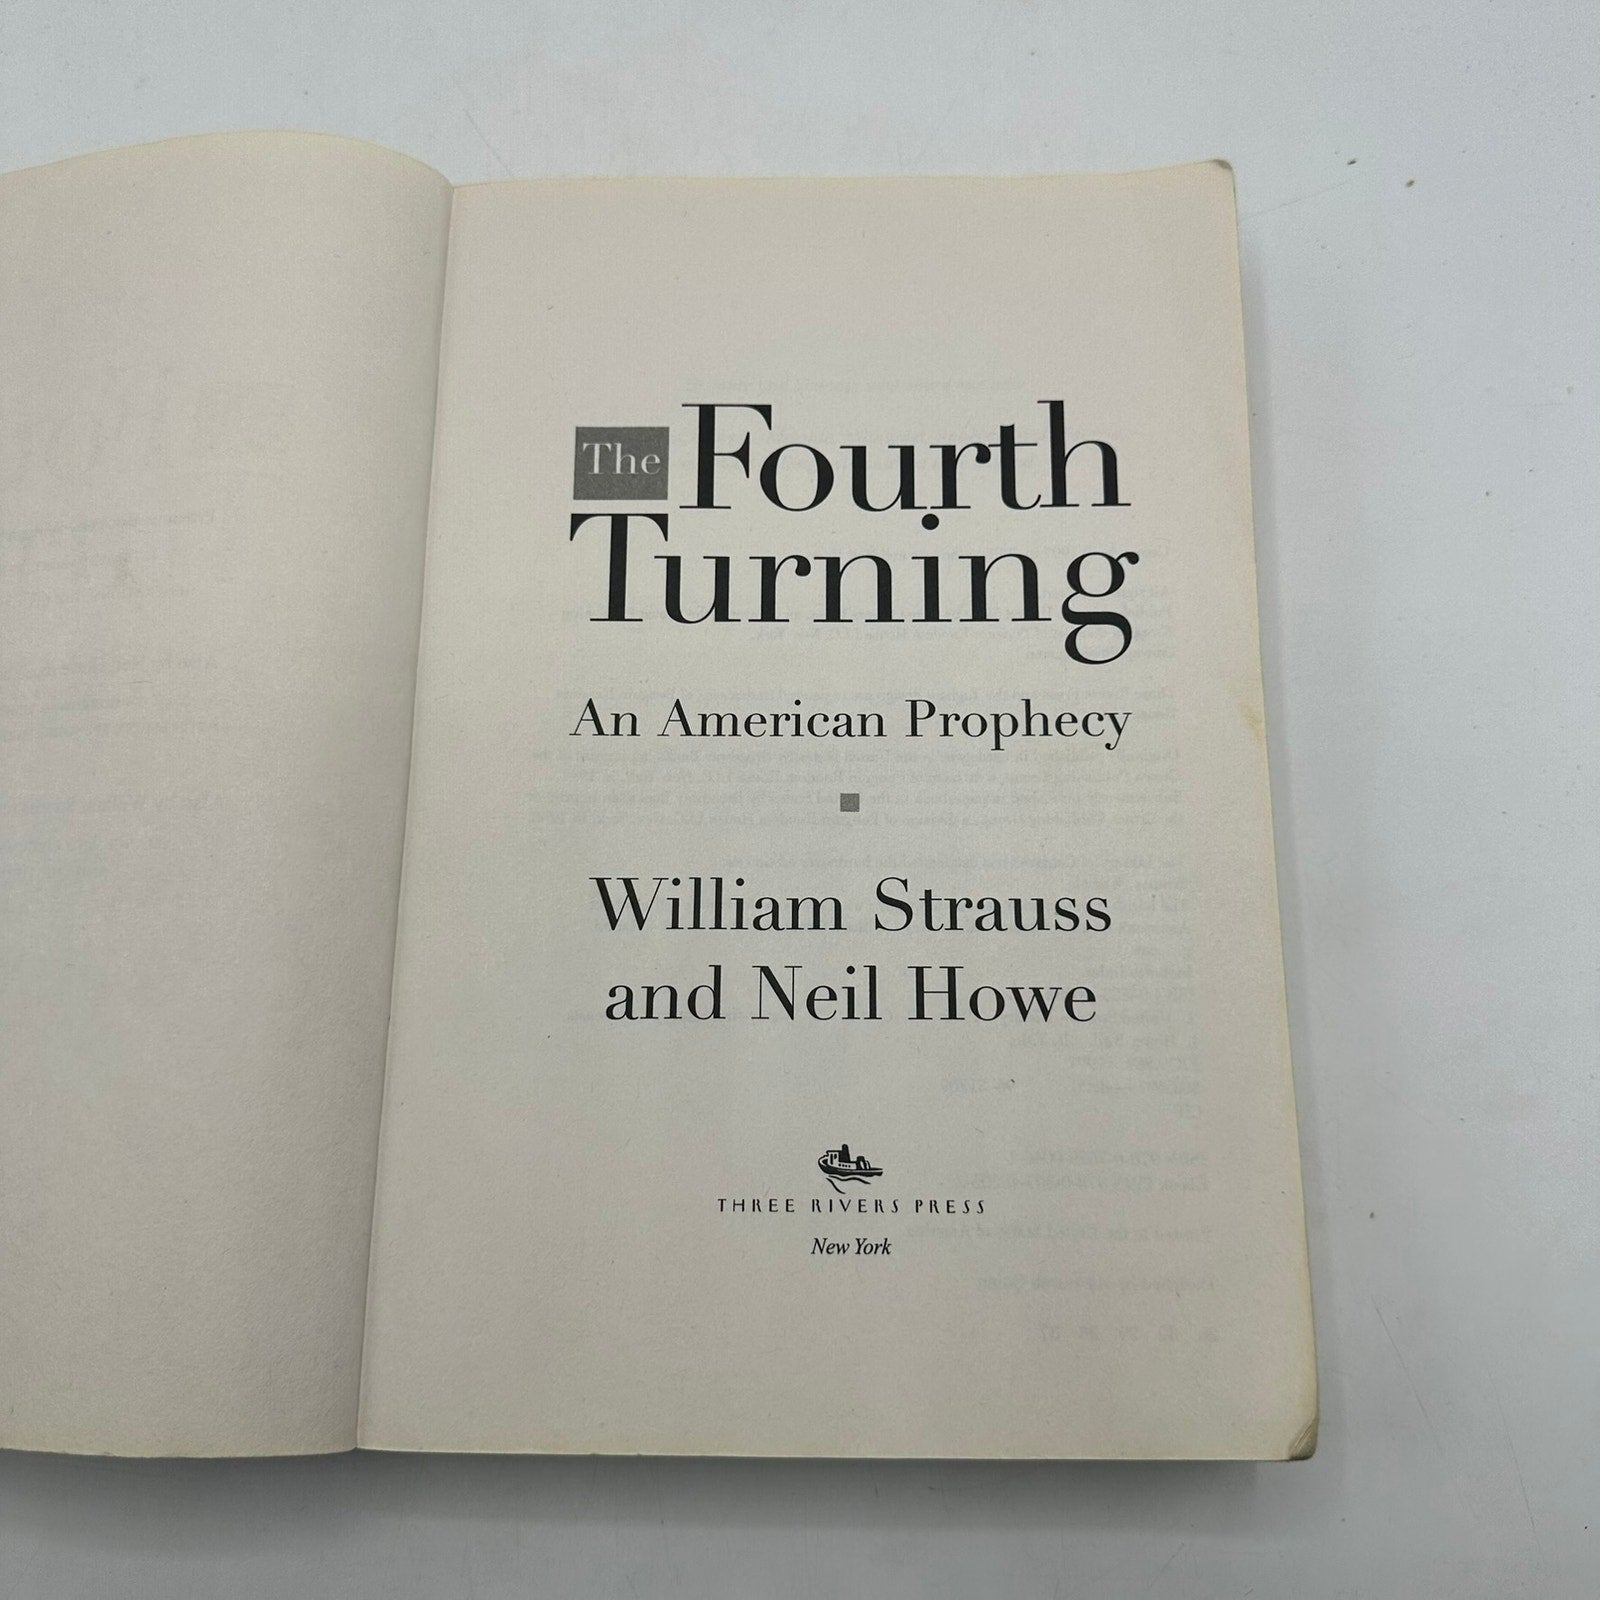 The Fourth
Turning
An American Prophecy
William Strauss
and Neil Howe
THREE RIVERS PRESS
New York